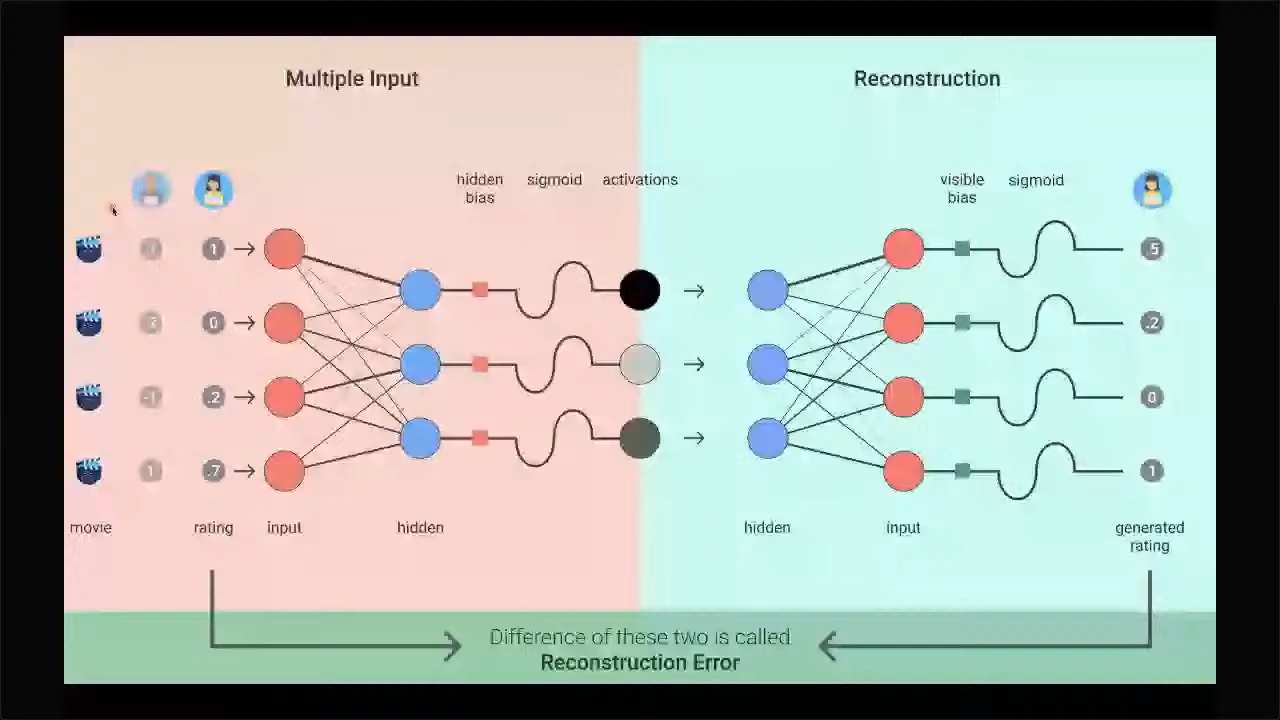 Multiple Input
Reconstruction
hidden
bias
sigmoid
activations
visible
bias
sigmoid
1
.5
0
.2
.2
0
1
.7
1
movie
rating
input
hidden
hidden
input
generated
rating
Difference of these two is called
Reconstruction Error